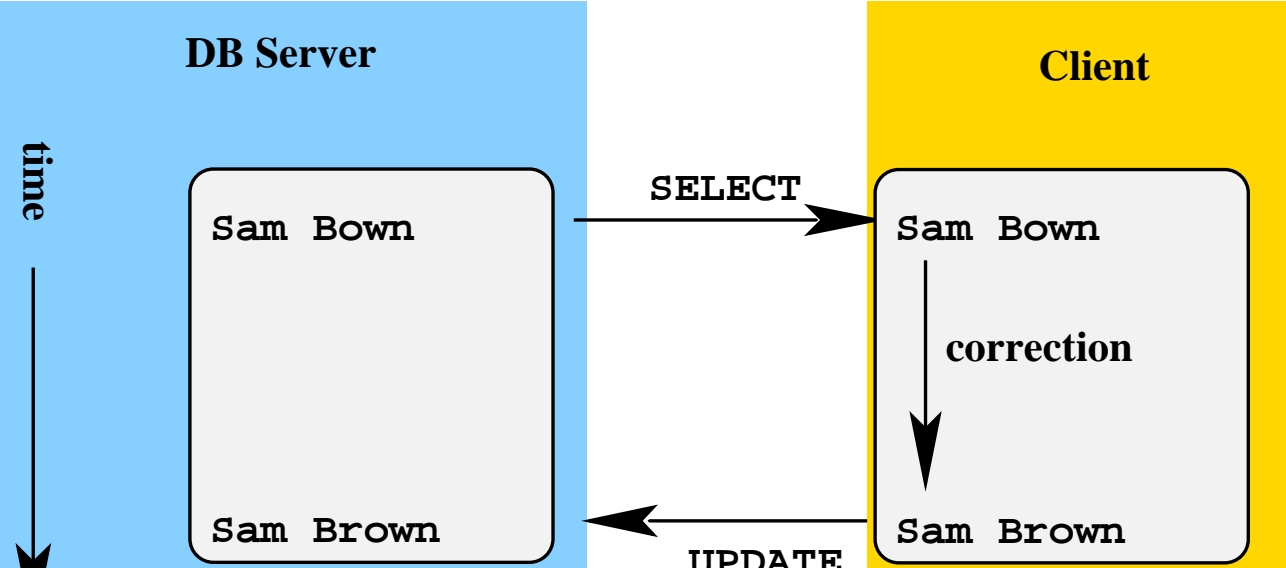 DB Server
Client
time
SELECT
Sam Bown
Sam Bown
correction
Sam Brown
Sam Brown
UPDATE